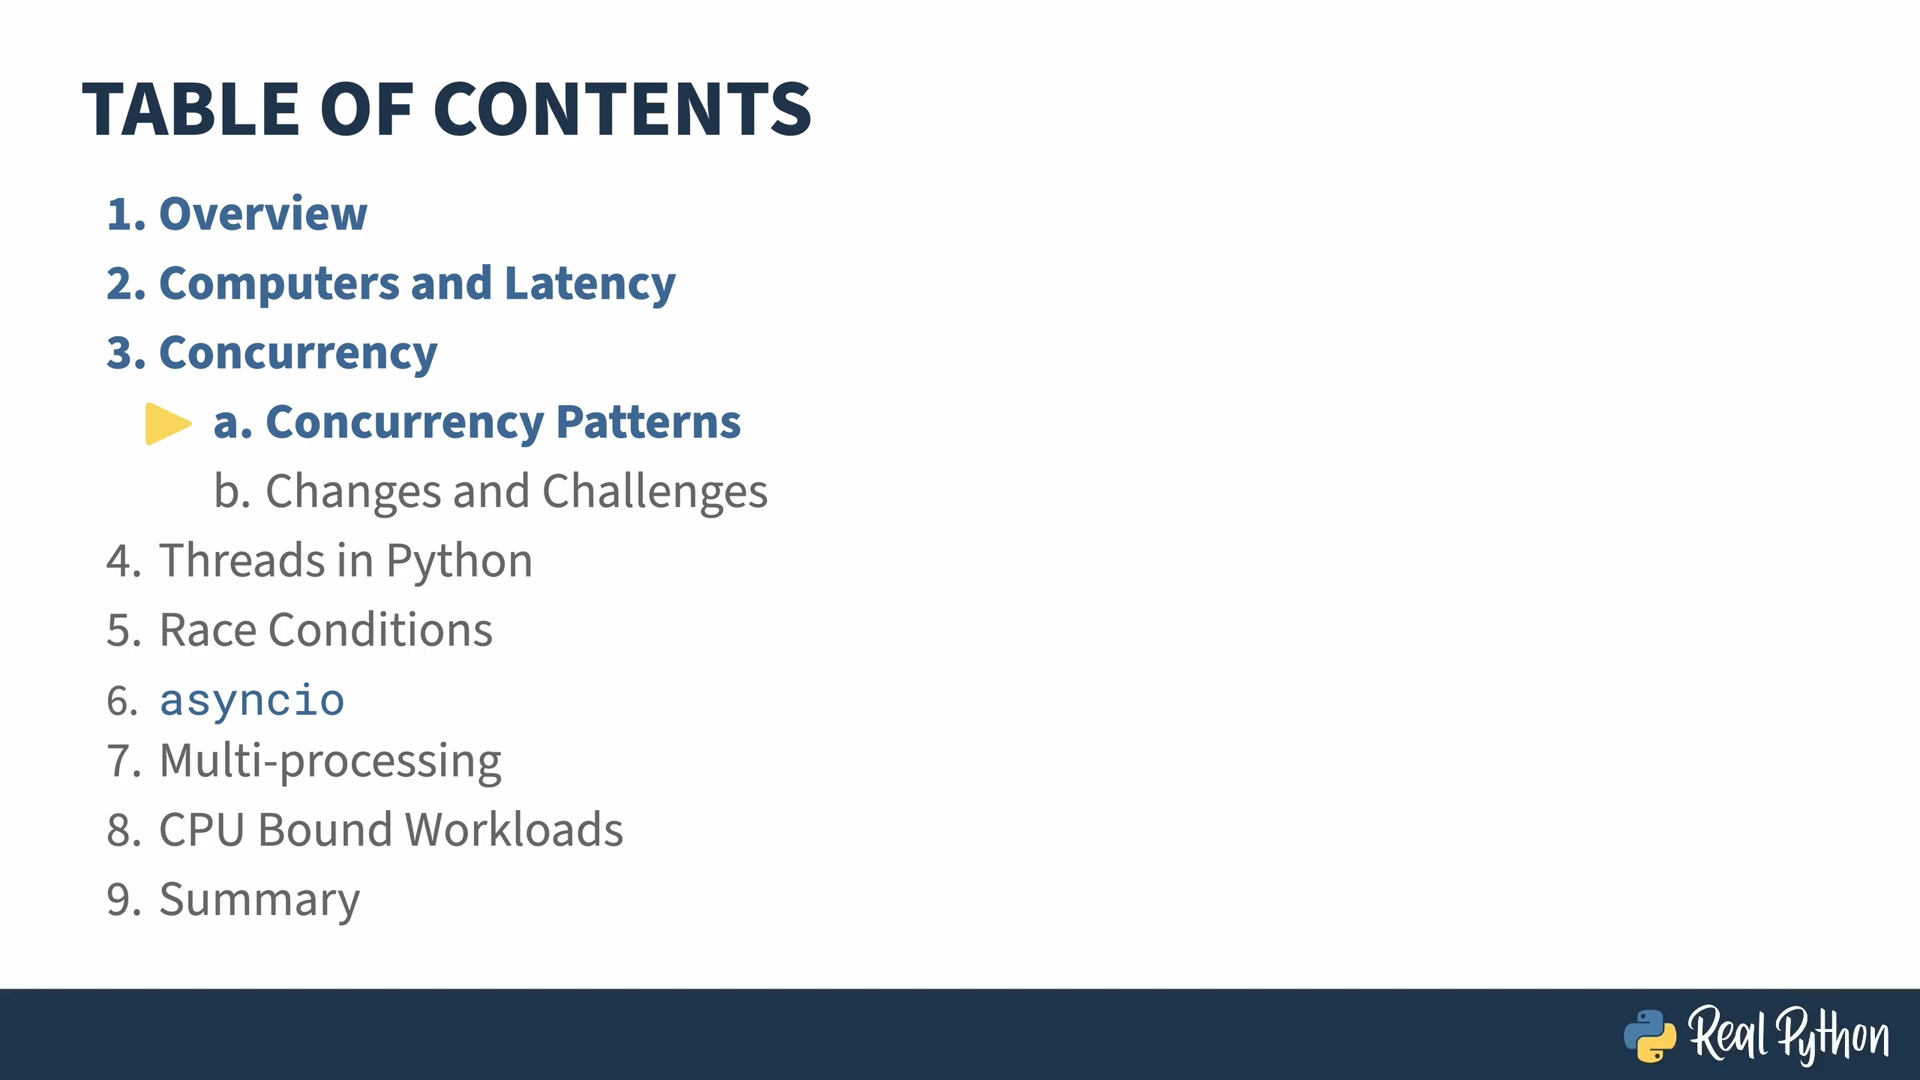 TABLE OF CONTENTS
1. Overview
2. Computers and Latency
3. Concurrency
a. Concurrency Patterns
b. Changes and Challenges
4. Threads in Python
5. Race Conditions
6. asyncio
7. Multi-processing
8. CPU Bound Workloads
9. Summary
Real Python